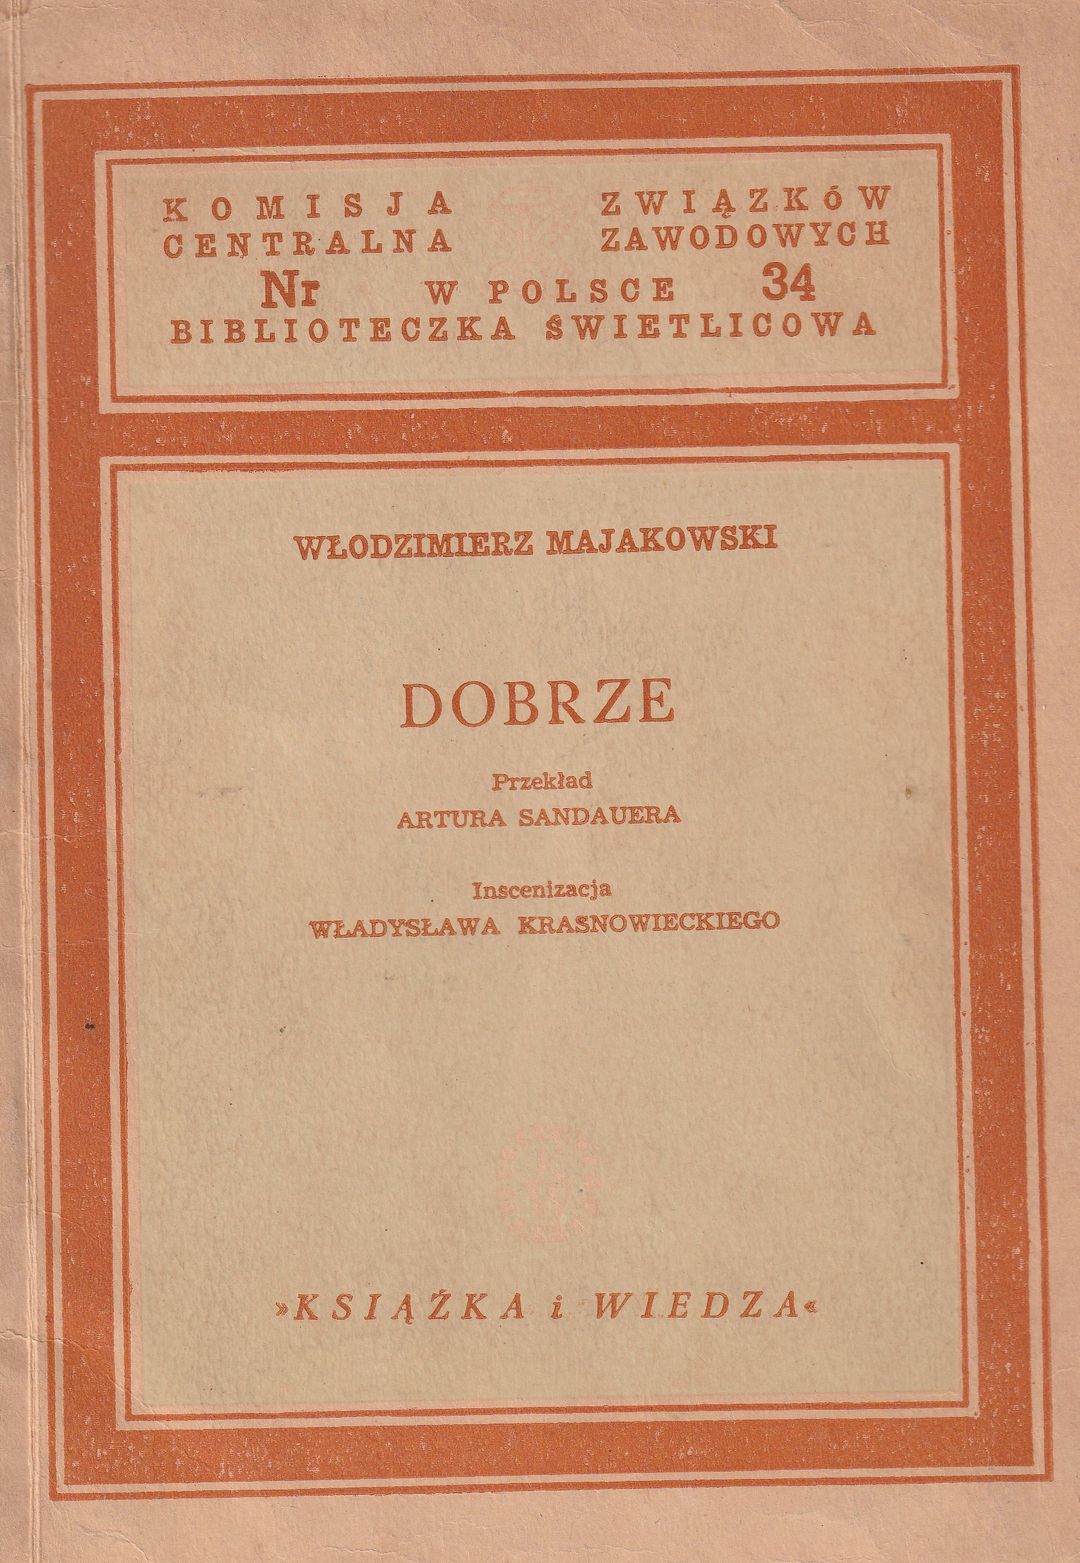 KOMISJA ZWIĄZKÓW
CENTRALNA ZAWODOWYCH
Nr W POLSCE 34
BIBLIOTECZKA ŚWIETLICOWA
WŁODZIMIERZ MAJAKOWSKI
DOBRZE
Przekład
ARTURA SANDAUERA
Inscenizacja
WŁADYSŁAWA KRASNOWIECKIEGO
»KSIĄŻKA i WIEDZA«